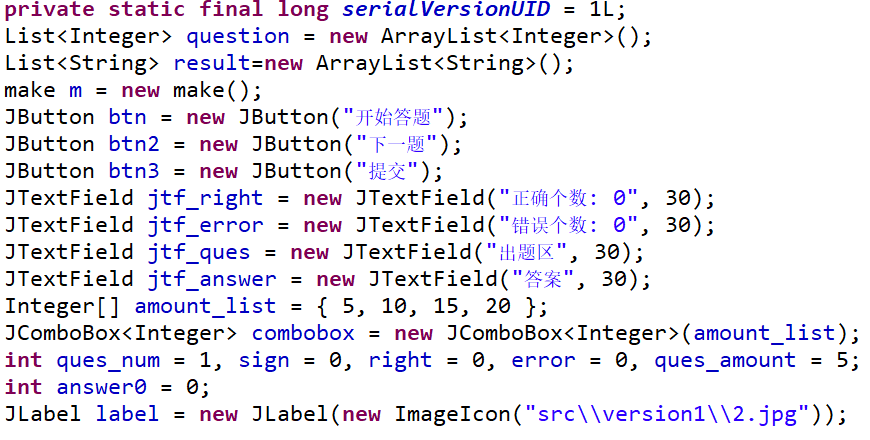 private static final long serialVersionUID = 1L;
List<Integer> question = new ArrayList<Integer>();
List<String> result=new ArrayList<String>();
make m = new make();
JButton btn = new JButton("开始答题");
JButton btn2 = new JButton("下一题");
JButton btn3 = new JButton("提交");
JTextField jtf_right = new JTextField("正确个数: 0", 30);
JTextField jtf_error = new JTextField("错误个数: 0", 30);
JTextField jtf_ques = new JTextField("出题区", 30);
JTextField jtf_answer = new JTextField("答案", 30);
Integer[] amount_list = { 5, 10, 15, 20 };
JComboBox<Integer> combobox = new JComboBox<Integer>(amount_list);
int ques_num = 1, sign = 0, right = 0, error = 0, ques_amount = 5;
int answer0 = 0;
JLabel label = new JLabel(new ImageIcon("src\\version1\\2.jpg"));